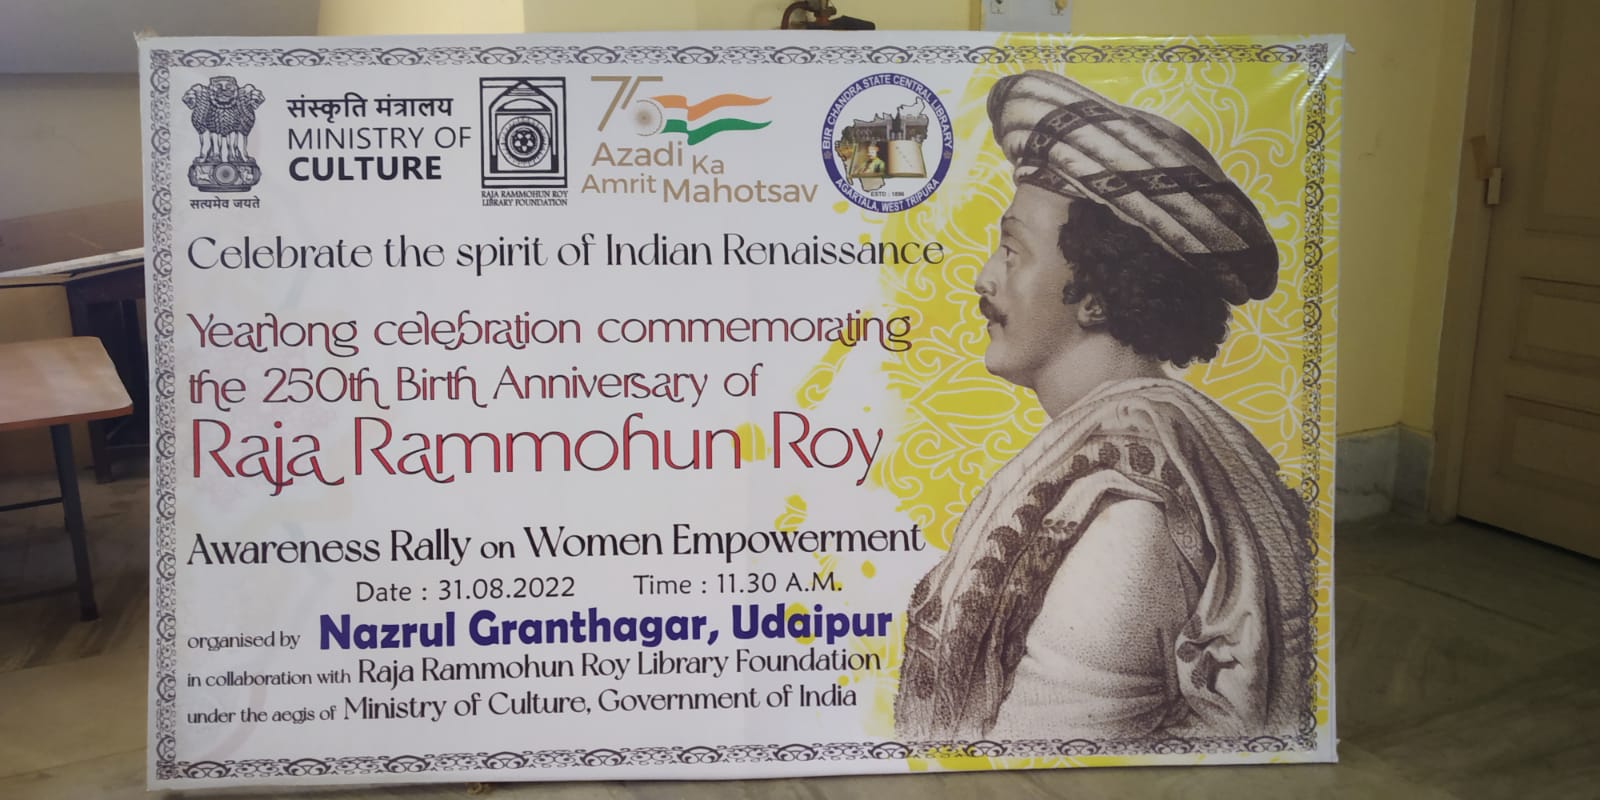 संस्कृति मंत्रालय
MINISTRY OF
CULTURE
सत्यमेव जयते
RAJA RAMMOHUN ROY
LIBRARY FOUNDATION
75
Azadi Ka
Amrit Mahotsav
BIR CHANDRA STATE CENTRAL LIBRARY
ESTD : 1896
AGARTALA, WEST TRIPURA
Celebrate the spirit of Indian Renaissance
Yearlong celebration commemorating
the 250th Birth Anniversary of
Raja Rammohun Roy
Awareness Rally on Women Empowerment
Date : 31.08.2022 Time : 11.30 A.M.
organised by Nazrul Granthagar, Udaipur
in collaboration with Raja Rammohun Roy Library Foundation
under the aegis of Ministry of Culture, Government of India